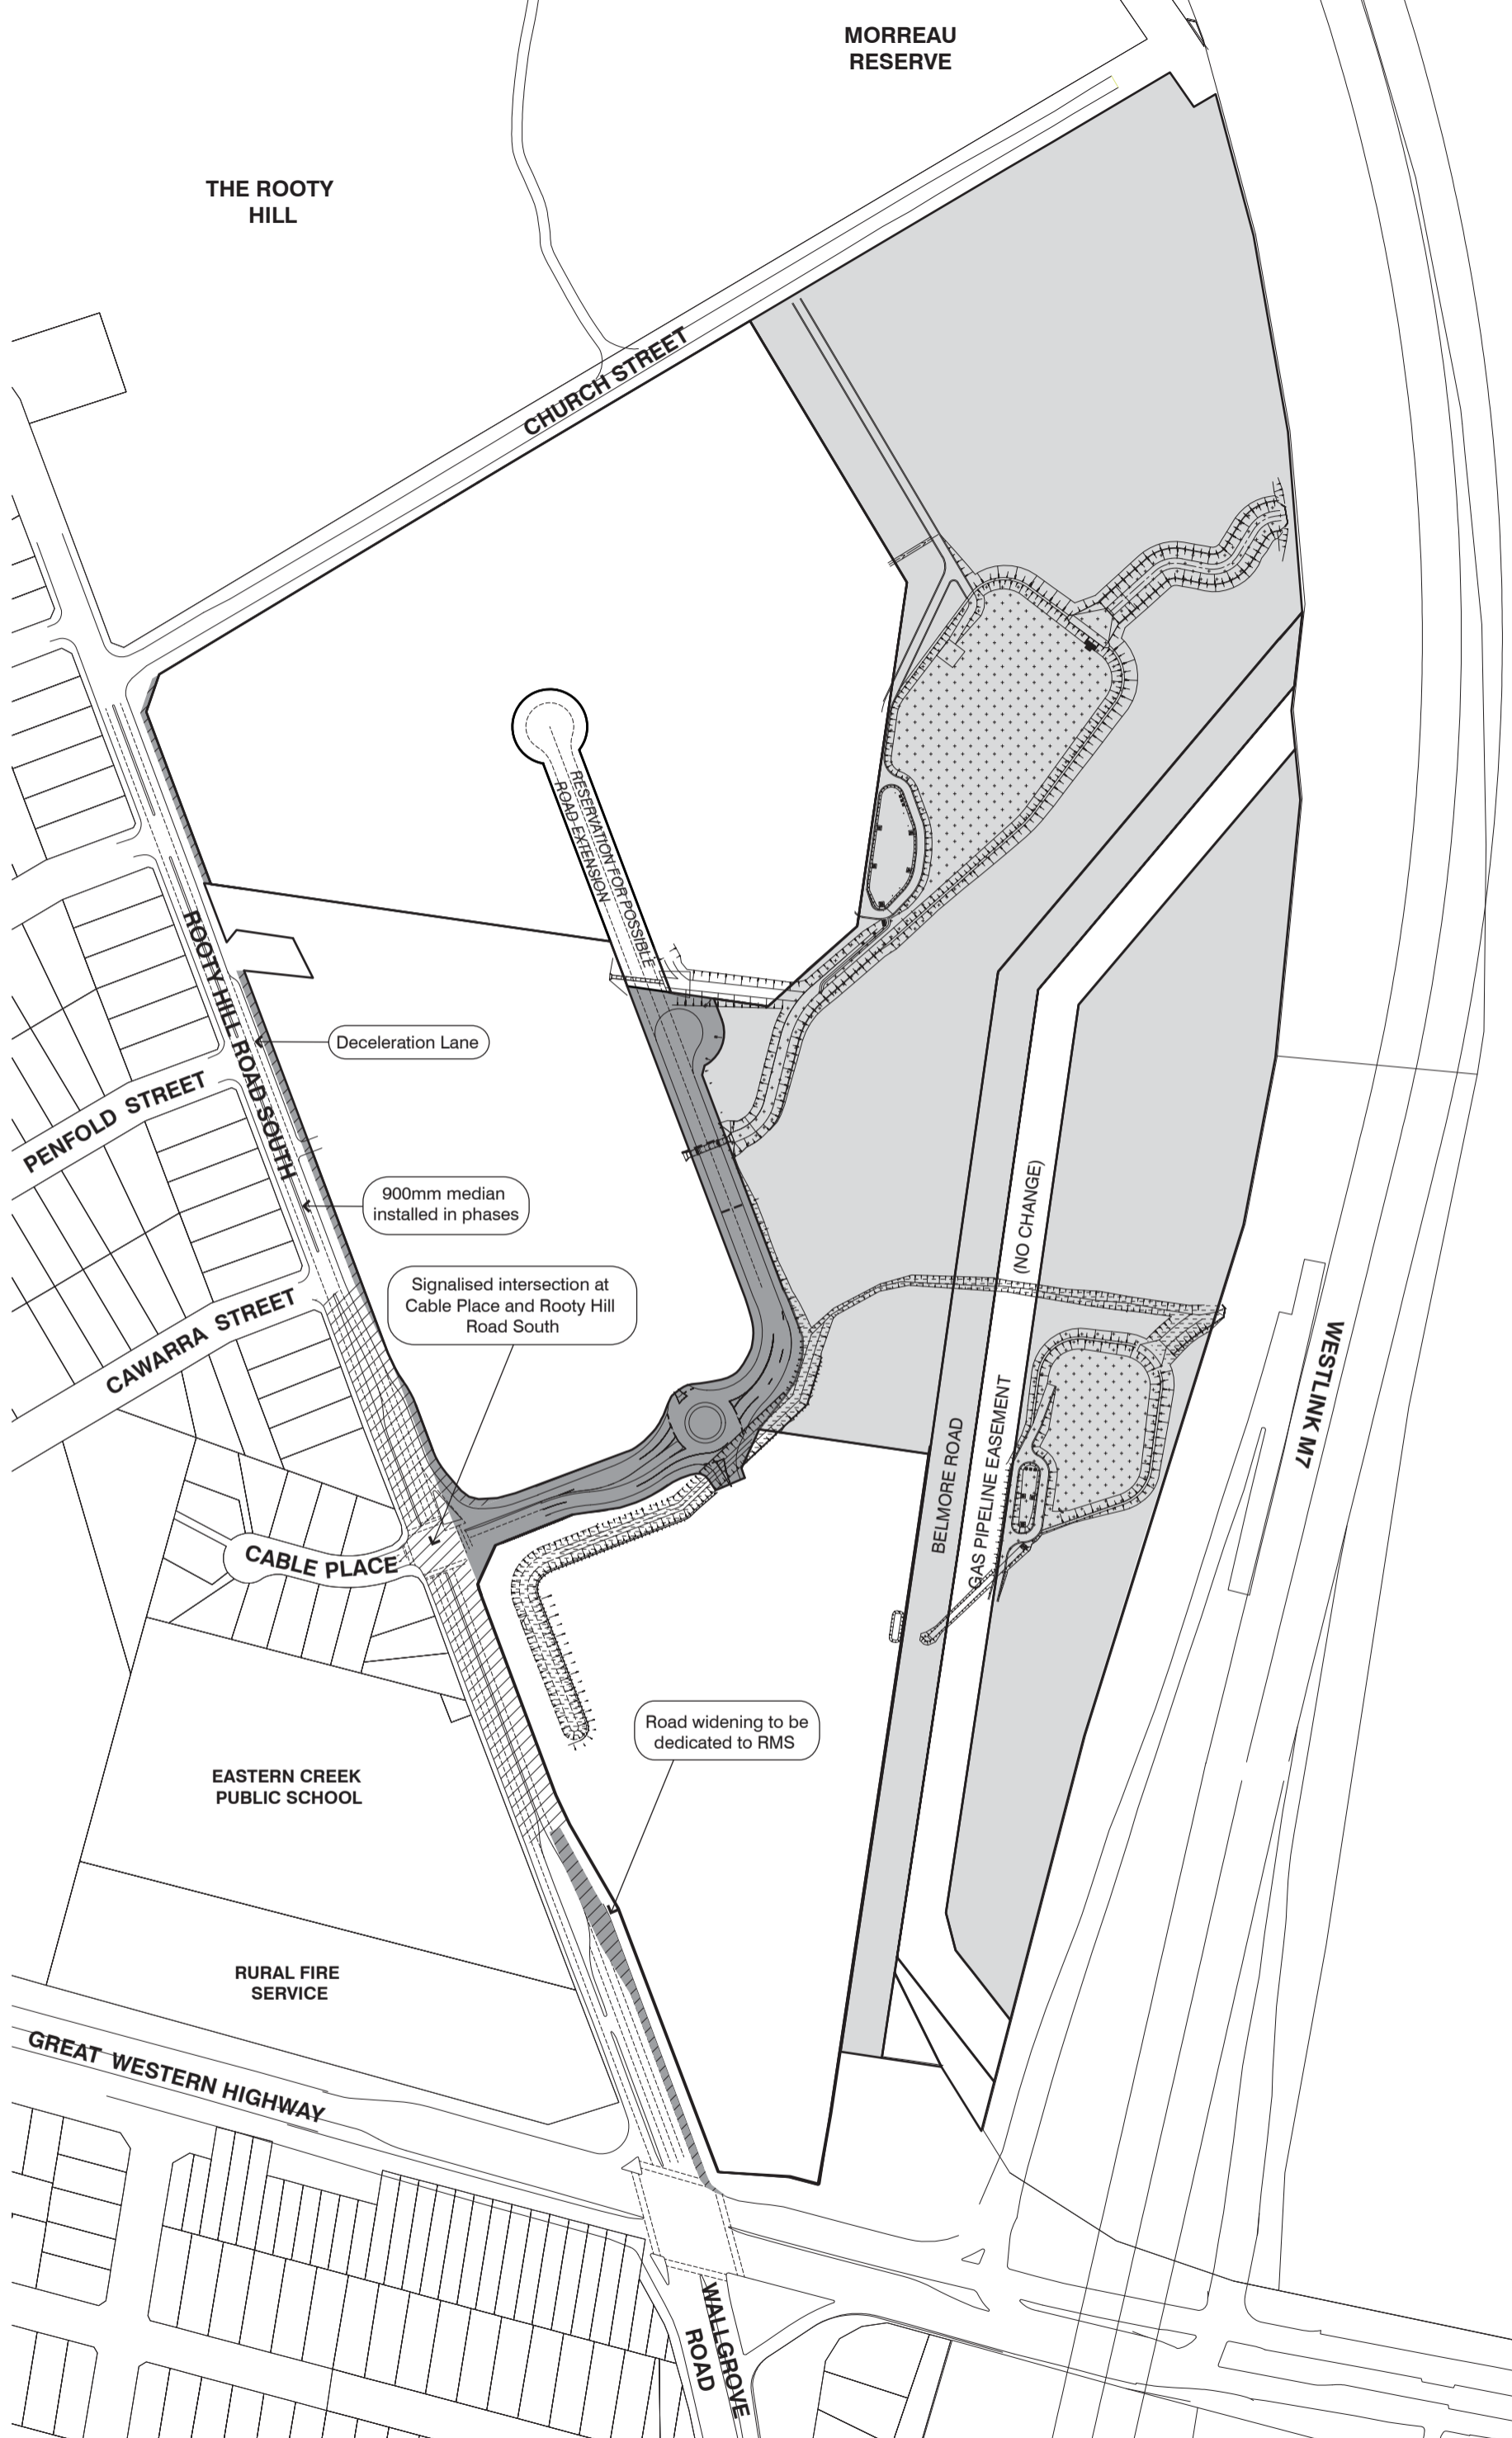 MORREAU
RESERVE
THE ROOTY
HILL
CHURCH STREET
RESERVATION FOR POSSIBLE
ROAD EXTENSION
ROOTY HILL ROAD SOUTH
Deceleration Lane
PENFOLD STREET
900mm median
installed in phases
(NO CHANGE)
Signalised intersection at
Cable Place and Rooty Hill
Road South
CAWARRA STREET
WESTLINK M7
BELMORE ROAD
GAS PIPELINE EASEMENT
CABLE PLACE
Road widening to be
dedicated to RMS
EASTERN CREEK
PUBLIC SCHOOL
RURAL FIRE
SERVICE
GREAT WESTERN HIGHWAY
WALLGROVE
ROAD